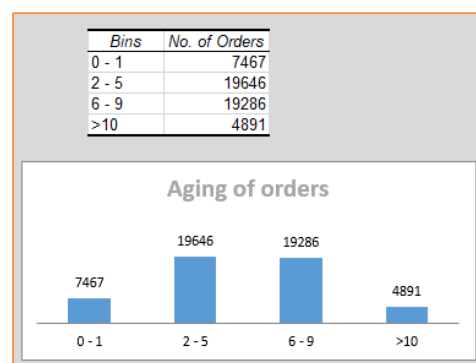 Bins No. of Orders
0 - 1 7467
2 - 5 19646
6 - 9 19286
>10 4891
Aging of orders
7467 19646 19286 4891
0 - 1 2 - 5 6 - 9 >10